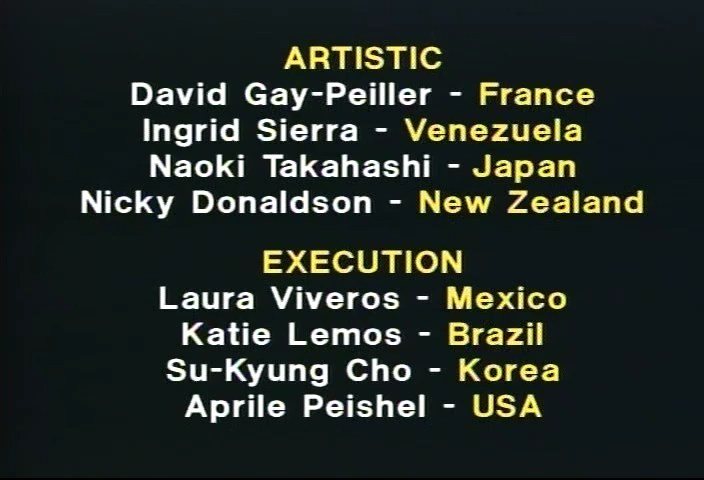 ARTISTIC
David Gay-Peiller - France
Ingrid Sierra - Venezuela
Naoki Takahashi - Japan
Nicky Donaldson - New Zealand
EXECUTION
Laura Viveros - Mexico
Katie Lemos - Brazil
Su-Kyung Cho - Korea
Aprile Peishel - USA